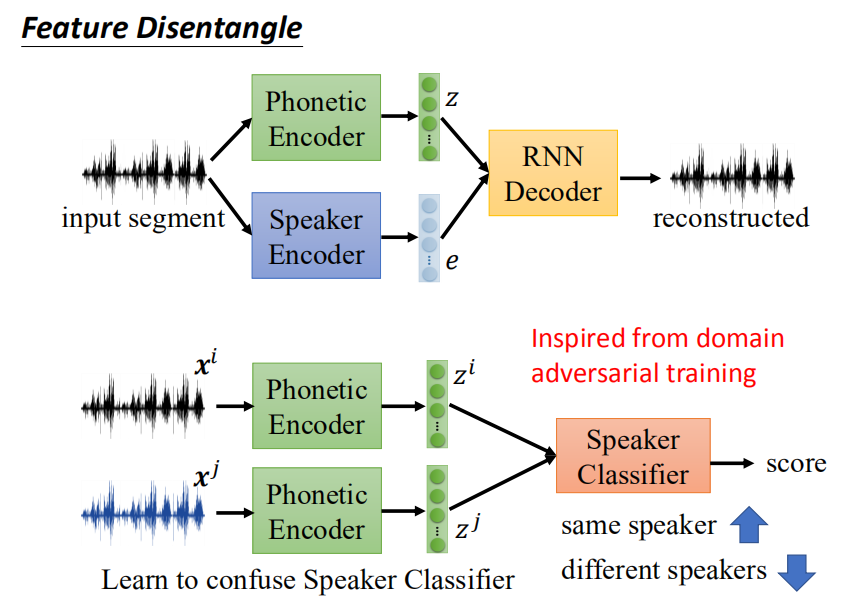 Feature Disentangle
Phonetic
Encoder
z
input segment
Speaker
Encoder
e
RNN
Decoder
reconstructed
Inspired from domain
adversarial training
x^i
Phonetic
Encoder
z^i
x^j
Phonetic
Encoder
z^j
Speaker
Classifier
score
same speaker
different speakers
Learn to confuse Speaker Classifier